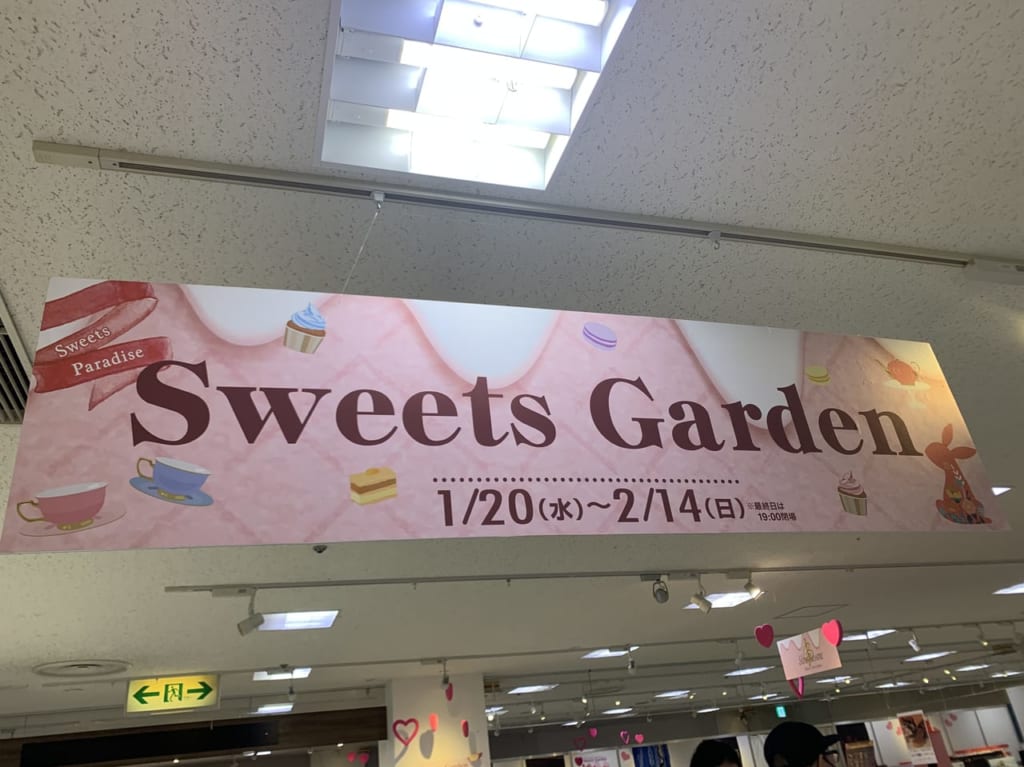 Sweets
Paradise
Sweets Garden
1/20(水)〜2/14(日)
※最終日は
19:00閉場